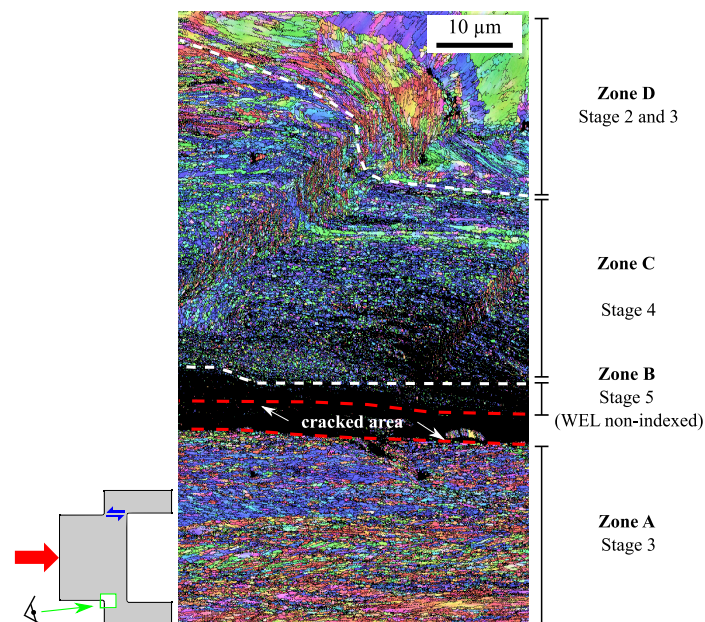 10 µm
Zone D
Stage 2 and 3
Zone C
Stage 4
Zone B
Stage 5
(WEL non-indexed)
cracked area
Zone A
Stage 3